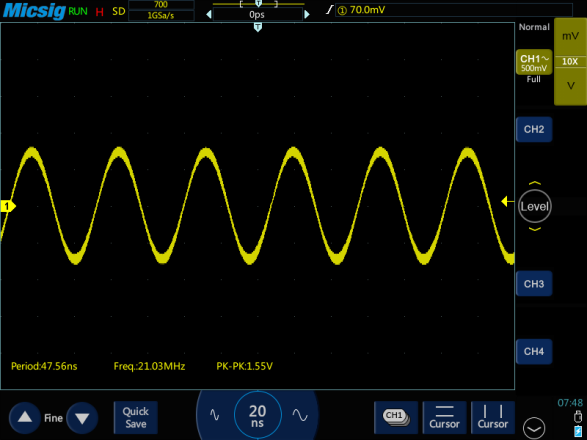 Micsig RUN H SD 700 0ps ① 70.0mV
1GSa/s
T
Normal
mV
CH1
500mV
10X
Full
V
CH2
1
Level
CH3
CH4
Period:47.56ns Freq.:21.03MHz PK-PK:1.55V
07:48
Fine
Quick
Save
20
ns
CH1
Cursor
Cursor